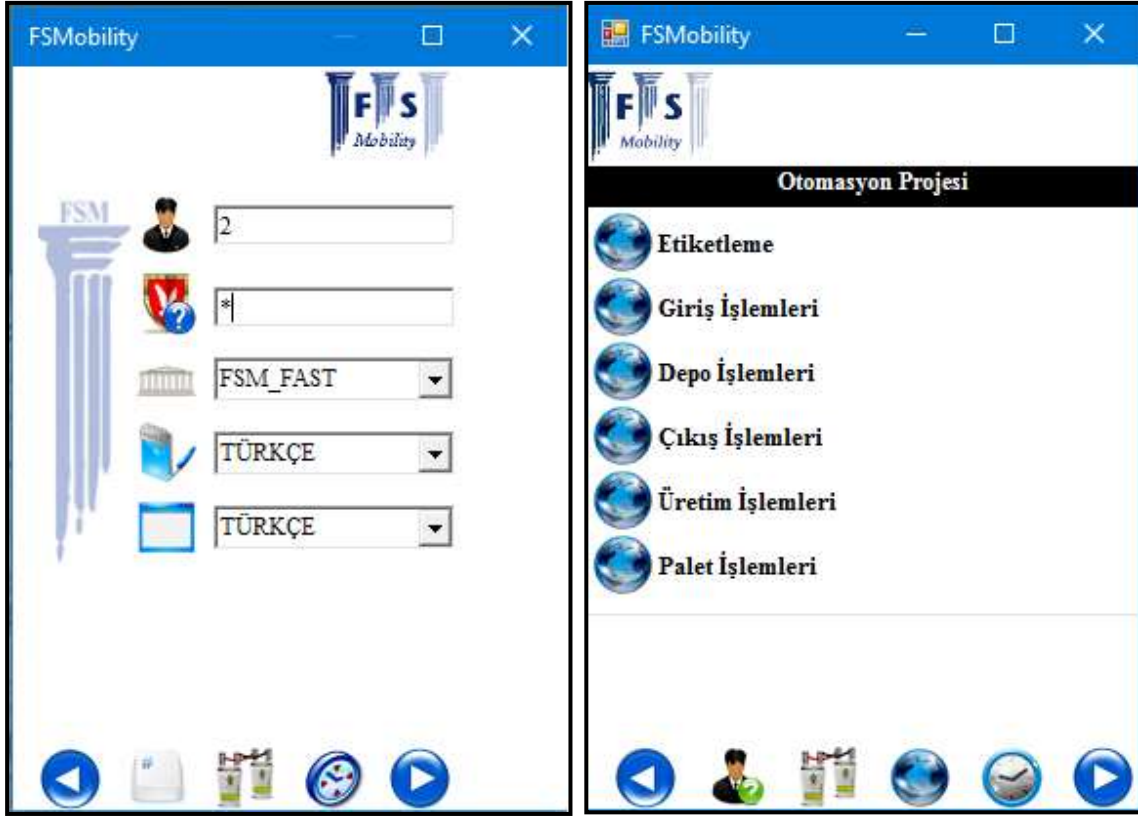 FSMobility
F S
Mobility
FSM
2
*
FSM_FAST
TÜRKÇE
TÜRKÇE
FSMobility
F S
Mobility
Otomasyon Projesi
Etiketleme
Giriş İşlemleri
Depo İşlemleri
Çıkış İşlemleri
Üretim İşlemleri
Palet İşlemleri